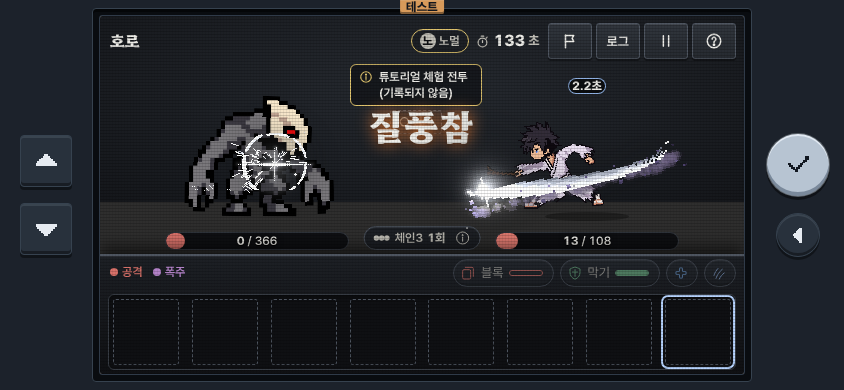 테스트
호로
노 노멀
133 초
로그
튜토리얼 체험 전투
(기록되지 않음)
2.2초
질풍참
0 / 366
체인3 1회
13 / 108
공격
폭주
블록
막기